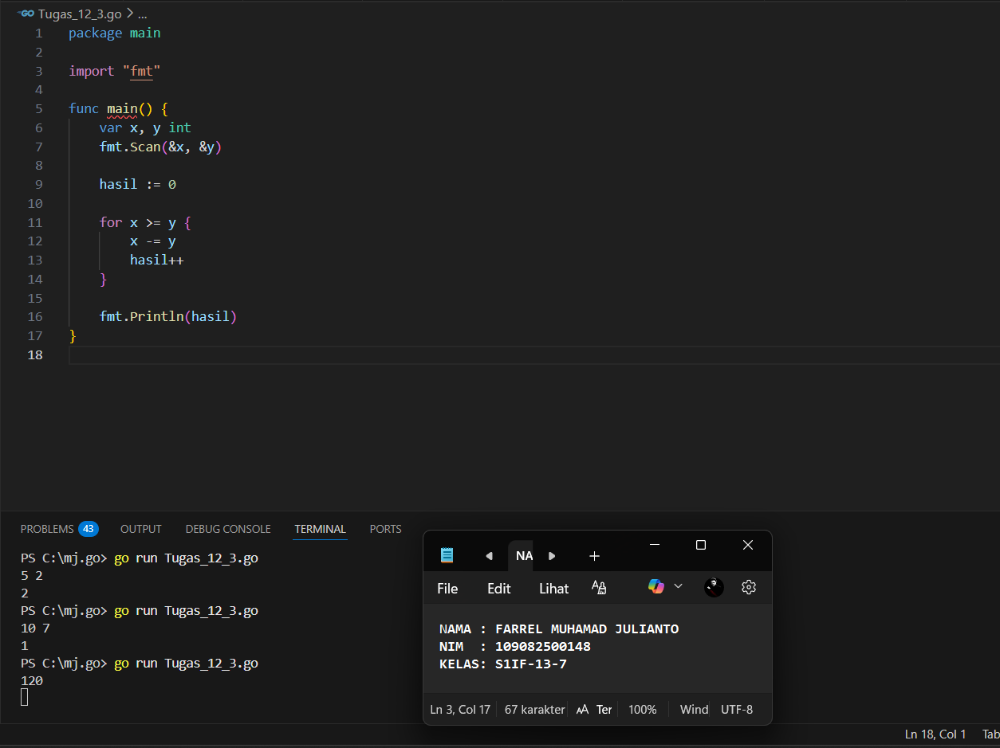 Tugas_12_3.go > ...
1 package main
2
3 import "fmt"
4
5 func main() {
6 var x, y int
7 fmt.Scan(&x, &y)
8
9 hasil := 0
10
11 for x >= y {
12 x -= y
13 hasil++
14 }
15
16 fmt.Println(hasil)
17 }
18
PROBLEMS 43 OUTPUT DEBUG CONSOLE TERMINAL PORTS
PS C:\mj.go> go run Tugas_12_3.go
5 2
2
PS C:\mj.go> go run Tugas_12_3.go
10 7
1
PS C:\mj.go> go run Tugas_12_3.go
120
NA
File Edit Lihat
NAMA : FARREL MUHAMAD JULIANTO
NIM : 109082500148
KELAS: S1IF-13-7
Ln 3, Col 17 67 karakter Ter 100% Wind UTF-8
Ln 18, Col 1 Tab